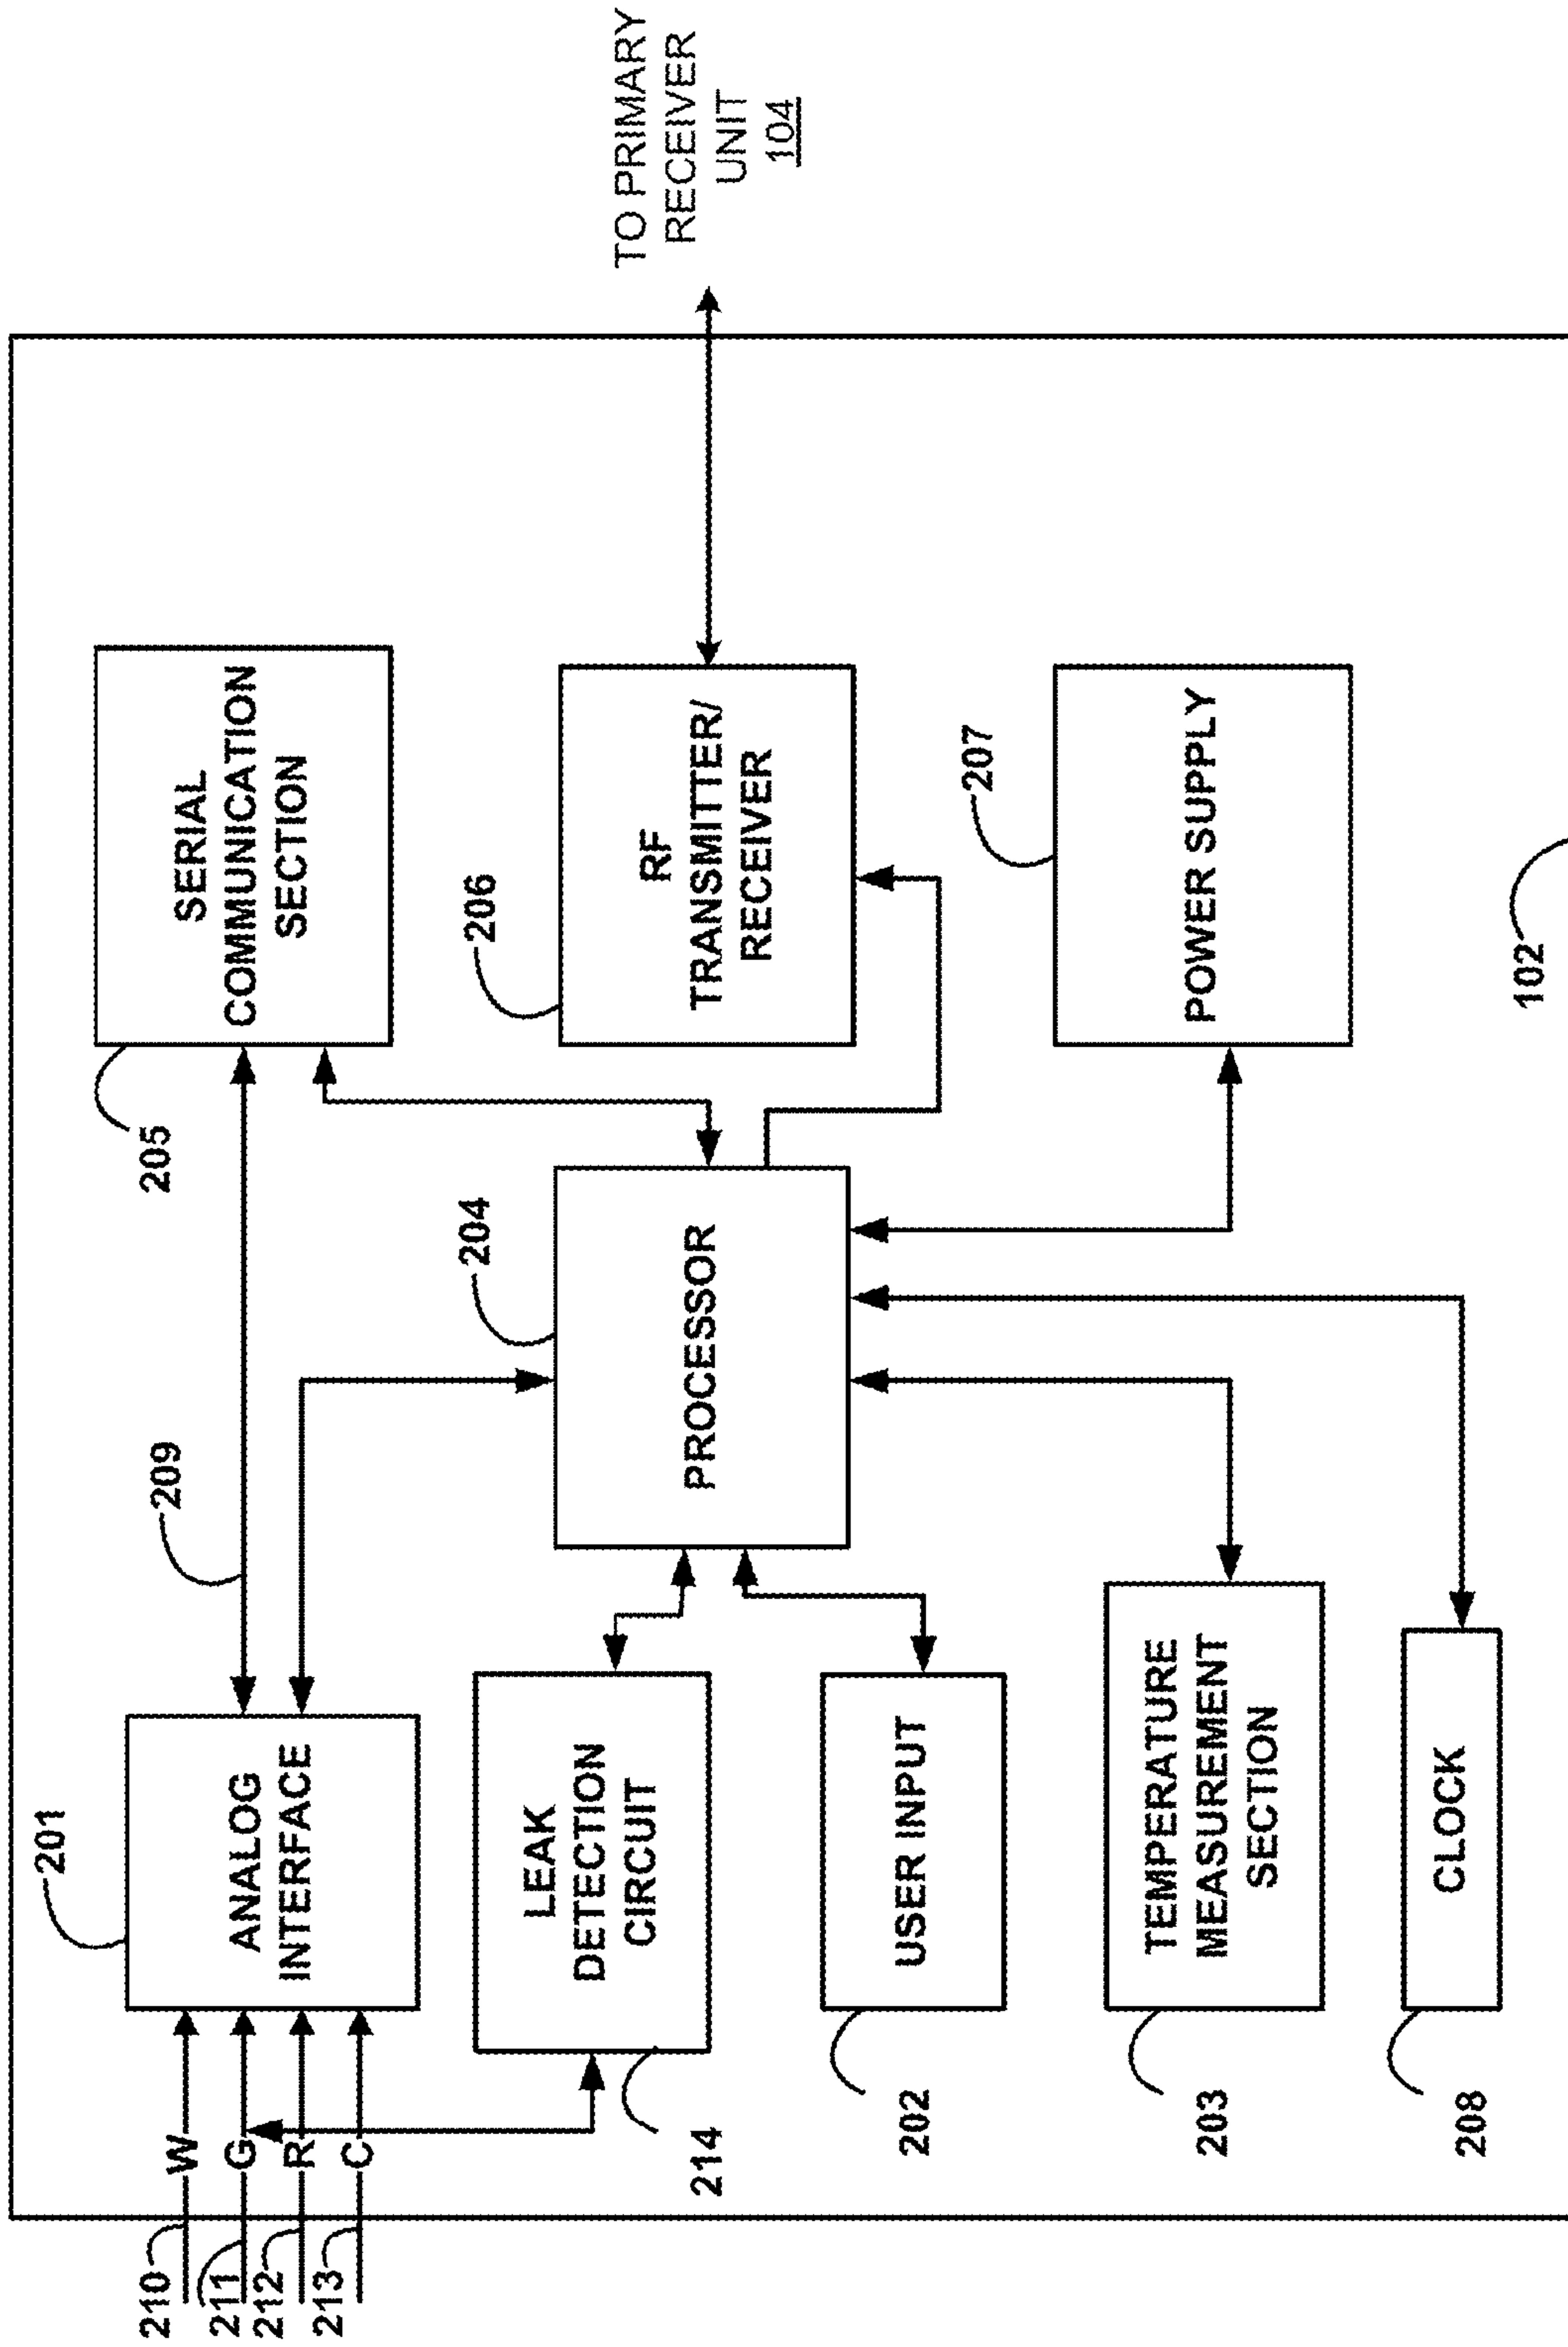 210
W
211
G
212
R
213
C
201
ANALOG
INTERFACE
209
205
SERIAL
COMMUNICATION
SECTION
214
LEAK
DETECTION
CIRCUIT
204
PROCESSOR
206
RF
TRANSMITTER/
RECEIVER
TO PRIMARY
RECEIVER
UNIT
104
202
USER INPUT
203
TEMPERATURE
MEASUREMENT
SECTION
207
POWER SUPPLY
208
CLOCK
102